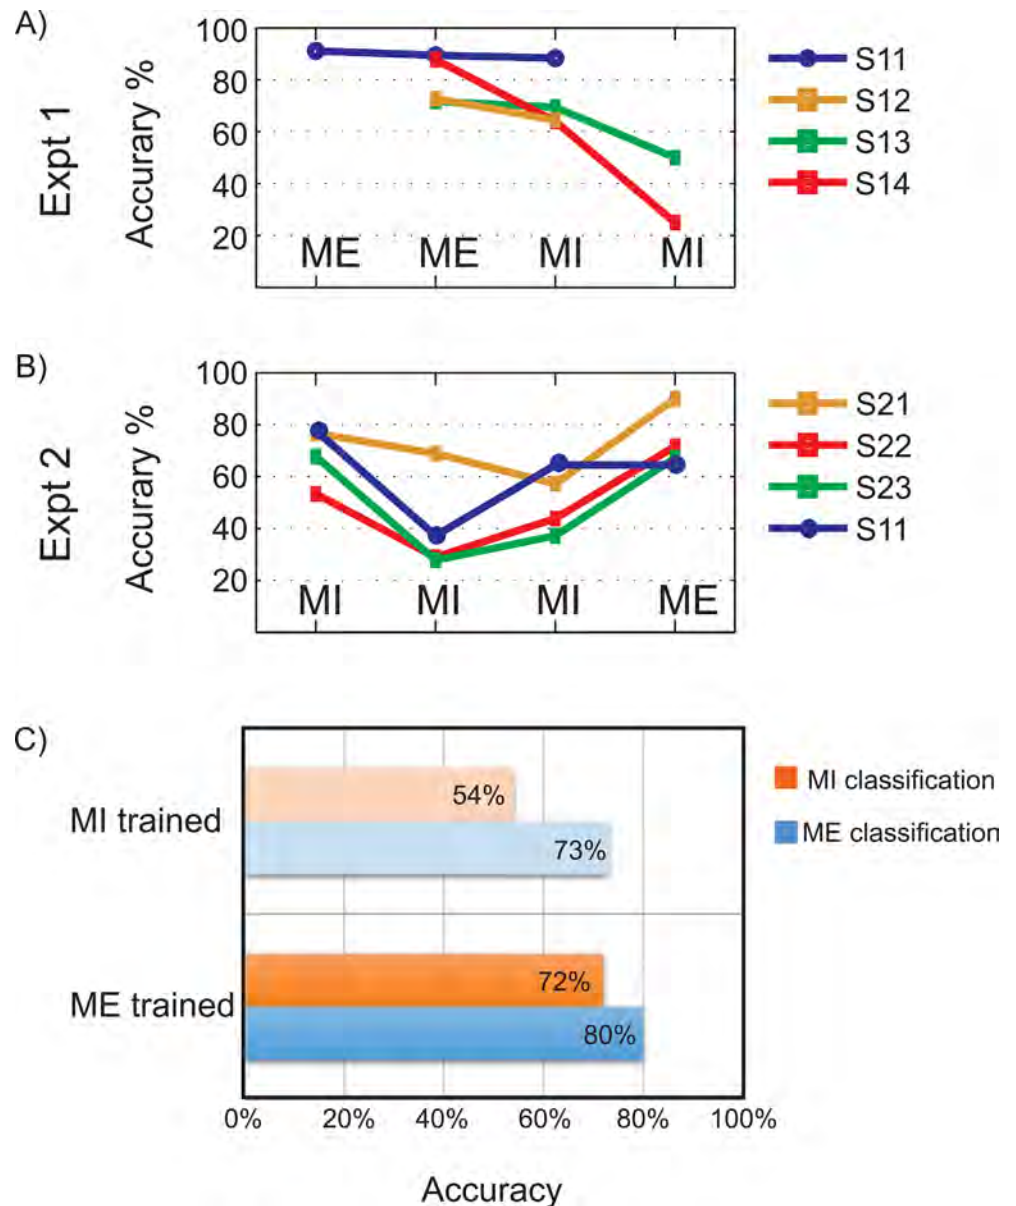 A)
Expt 1
Accurary %
100
80
60
40
20
ME ME MI MI
S11
S12
S13
S14
B)
Expt 2
Accurary %
100
80
60
40
20
MI MI MI ME
S21
S22
S23
S11
C)
MI trained
54%
73%
ME trained
72%
80%
0% 20% 40% 60% 80% 100%
Accuracy
MI classification
ME classification